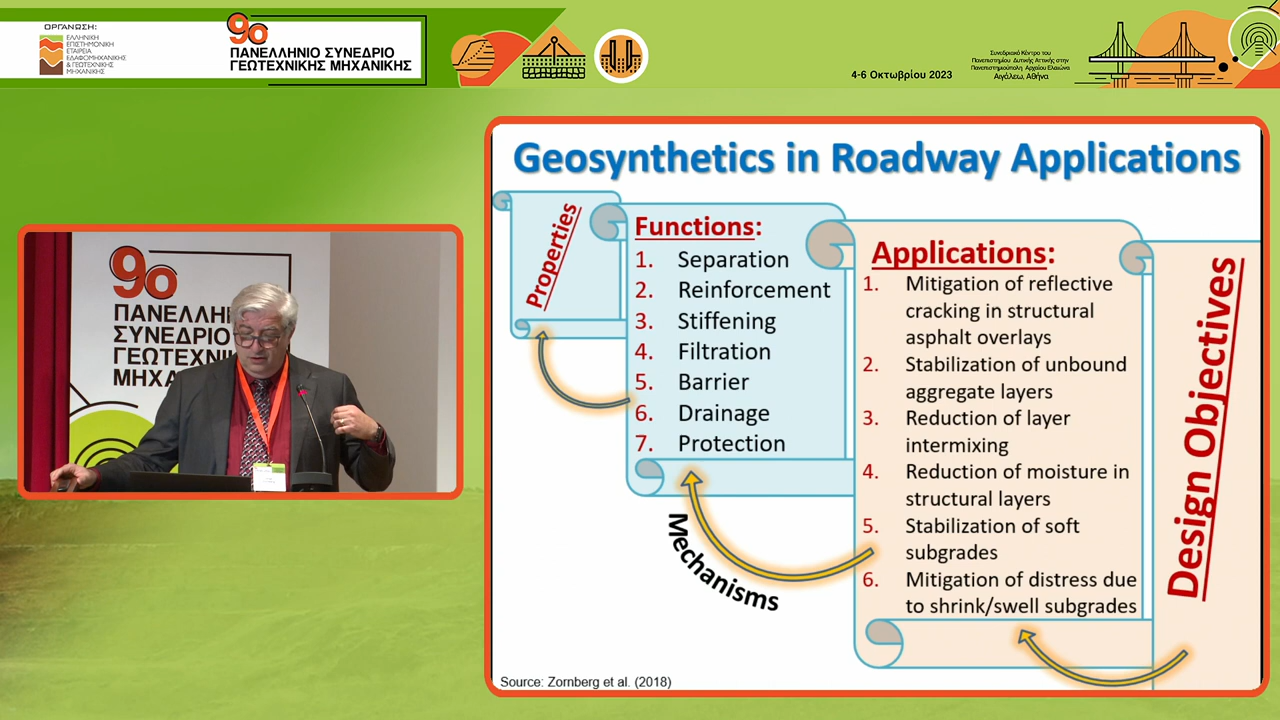 ΟΡΓΑΝΩΣΗ:
ΕΛΛΗΝΙΚΗ
ΕΠΙΣΤΗΜΟΝΙΚΗ
ΕΤΑΙΡΕΙΑ
ΕΔΑΦΟΜΗΧΑΝΙΚΗΣ
& ΓΕΩΤΕΧΝΙΚΗΣ
ΜΗΧΑΝΙΚΗΣ
9ο
ΠΑΝΕΛΛΗΝΙΟ ΣΥΝΕΔΡΙΟ
ΓΕΩΤΕΧΝΙΚΗΣ ΜΗΧΑΝΙΚΗΣ
4-6 Οκτωβρίου 2023
Συνεδριακό Κέντρο του
Πανεπιστημίου Δυτικής Αττικής στην
Πανεπιστημιούπολη Αρχαίου Ελαιώνα
Αιγάλεω, Αθήνα
9ο
ΠΑΝΕΛΛΗ
ΣΥΝΕΔΡΙΟ
ΓΕΩΤΕΧΝΙΚ
ΜΗΧΑ
Geosynthetics in Roadway Applications
Properties
Functions:
1. Separation
2. Reinforcement
3. Stiffening
4. Filtration
5. Barrier
6. Drainage
7. Protection
Mechanisms
Applications:
1. Mitigation of reflective
cracking in structural
asphalt overlays
2. Stabilization of unbound
aggregate layers
3. Reduction of layer
intermixing
4. Reduction of moisture in
structural layers
5. Stabilization of soft
subgrades
6. Mitigation of distress due
to shrink/swell subgrades
Design Objectives
Source: Zornberg et al. (2018)